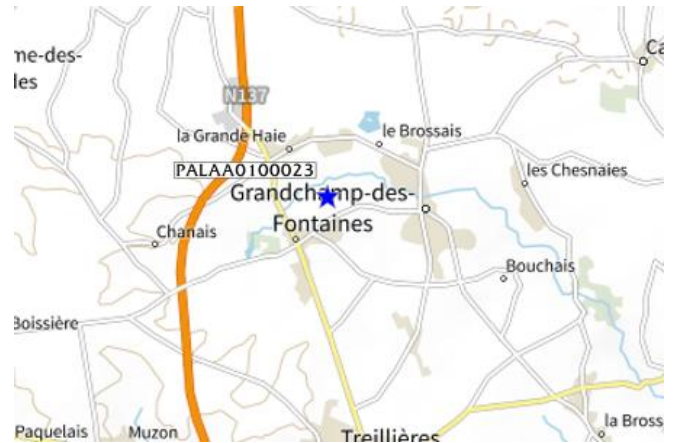 Ca
me-des-
les
N137
la Grande Haie
le Brossais
PALAA0100023
les Chesnaies
Grandchamp-des-
Fontaines
Chanais
Bouchais
Boissière
la Bross
Paquelais
Muzon
Treillières